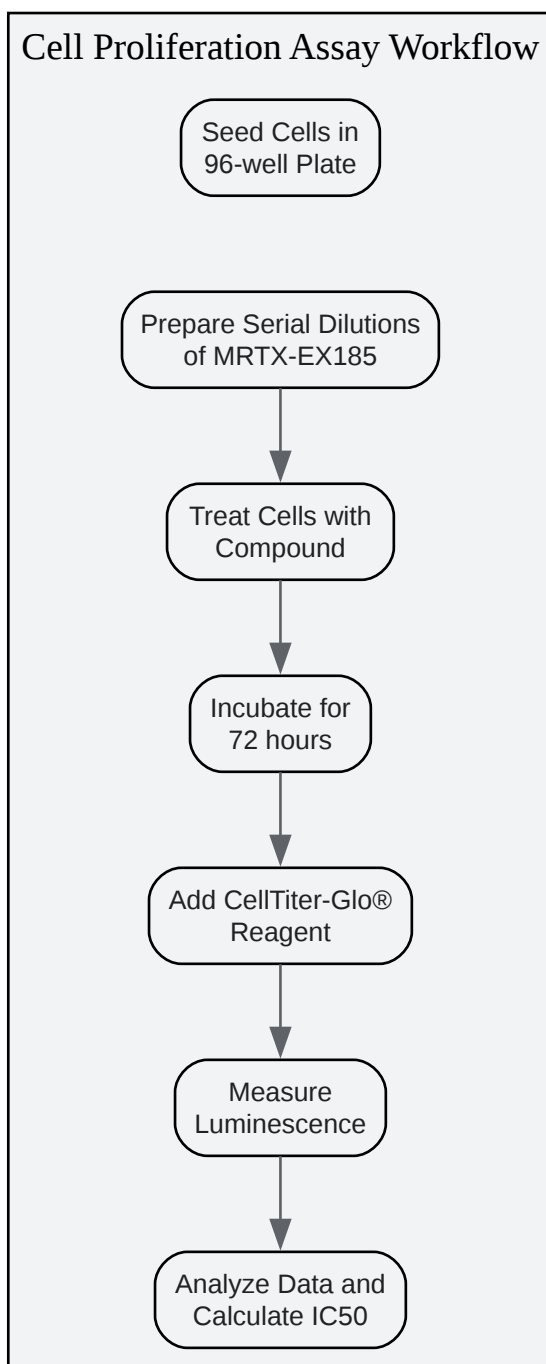 Cell Proliferation Assay Workflow
Seed Cells in
96-well Plate
Prepare Serial Dilutions
of MRTX-EX185
Treat Cells with
Compound
Incubate for
72 hours
Add CellTiter-Glo®
Reagent
Measure
Luminescence
Analyze Data and
Calculate IC50